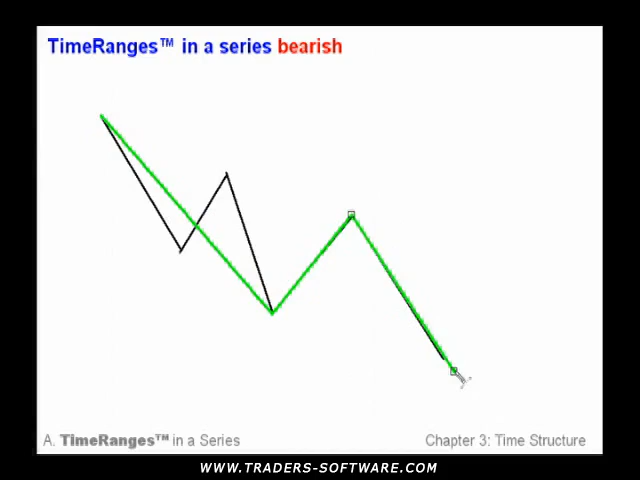 TimeRanges™ in a series bearish
A. TimeRanges™ in a Series
Chapter 3: Time Structure
WWW.TRADERS-SOFTWARE.COM